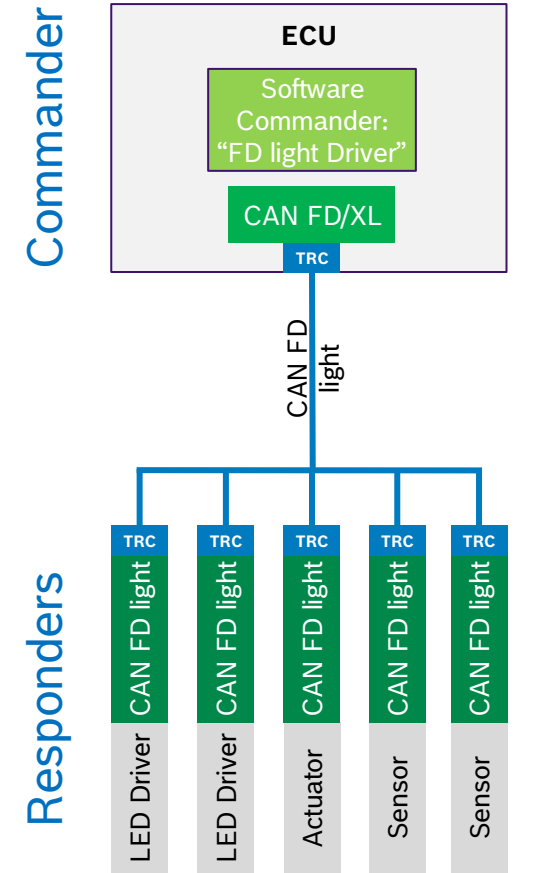 Commander
ECU
Software
Commander:
“FD light Driver”
CAN FD/XL
TRC
CAN FD
light
Responders
TRC
TRC
TRC
TRC
TRC
CAN FD light
CAN FD light
CAN FD light
CAN FD light
CAN FD light
LED Driver
LED Driver
Actuator
Sensor
Sensor